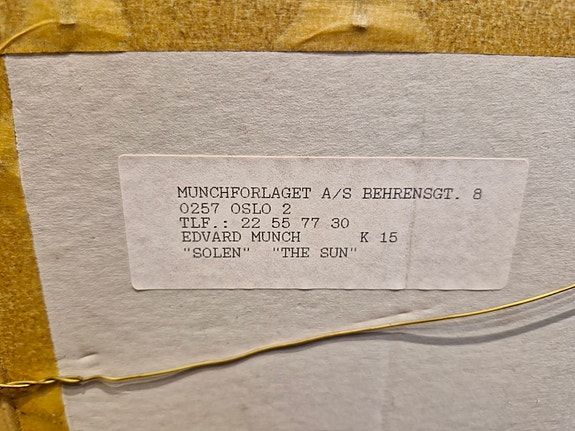 MUNCHFORLAGET A/S BEHRENSGT. 8
0257 OSLO 2
TLF.: 22 55 77 30
EDVARD MUNCH K 15
"SOLEN" "THE SUN"